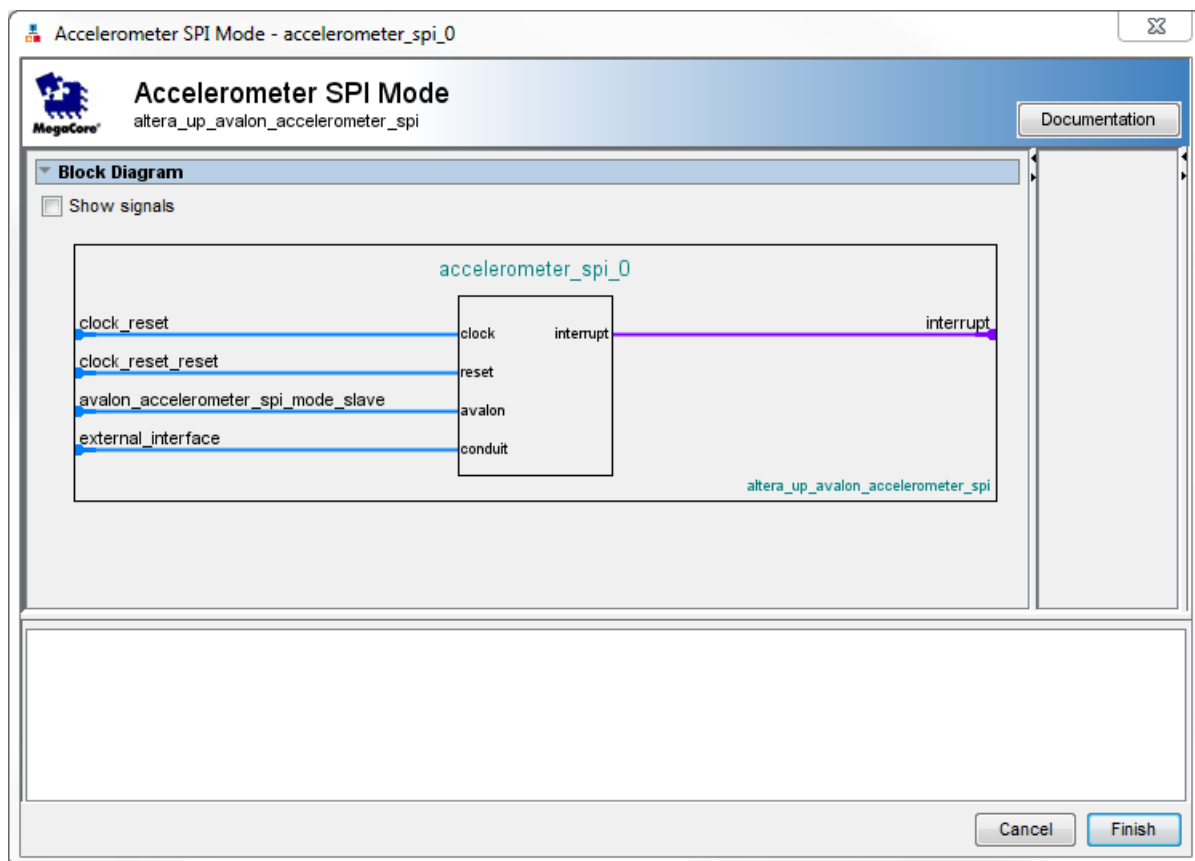 Accelerometer SPI Mode - accelerometer_spi_0
Accelerometer SPI Mode
altera_up_avalon_accelerometer_spi
MegaCore®
Documentation
Block Diagram
Show signals
accelerometer_spi_0
clock_reset
clock
interrupt
interrupt
clock_reset_reset
reset
avalon_accelerometer_spi_mode_slave
avalon
external_interface
conduit
altera_up_avalon_accelerometer_spi
Cancel
Finish